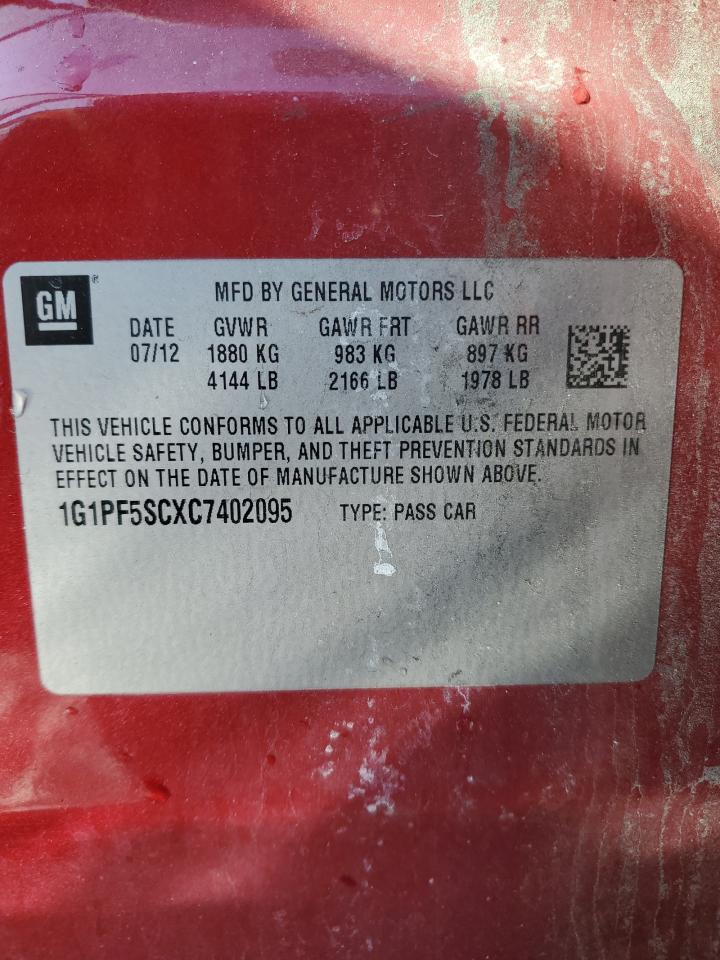 GM® MFD BY GENERAL MOTORS LLC
DATE GVWR GAWR FRT GAWR RR
07/12 1880 KG 983 KG 897 KG
4144 LB 2166 LB 1978 LB
THIS VEHICLE CONFORMS TO ALL APPLICABLE U.S. FEDERAL MOTOR
VEHICLE SAFETY, BUMPER, AND THEFT PREVENTION STANDARDS IN
EFFECT ON THE DATE OF MANUFACTURE SHOWN ABOVE.
1G1PF5SCXC7402095 TYPE: PASS CAR